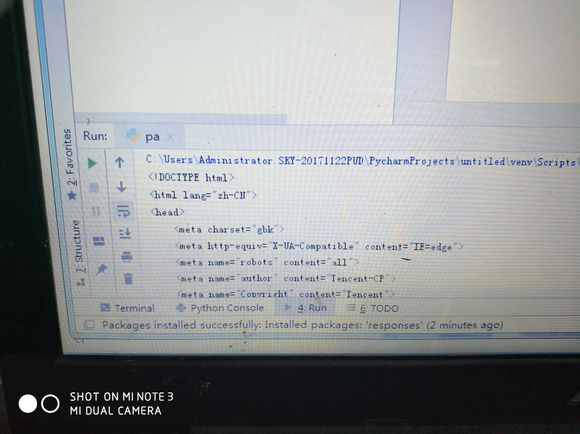 Run: pa
C:\Users\Administrator.SKY-20171122PUD\PycharmProjects\untitled\venv\Scripts\
<!DOCTYPE html>
<html lang="zh-CN">
<head>
<meta charset="gbk">
<meta http-equiv="X-UA-Compatible" content="IE=edge">
<meta name="robots" content="all">
<meta name="author" content="Tencent-CP">
<meta name="Copyright" content="Tencent">
2: Favorites
7: Structure
Terminal Python Console 4: Run 6: TODO
Packages installed successfully: Installed packages: 'responses' (2 minutes ago)
SHOT ON MI NOTE 3
MI DUAL CAMERA